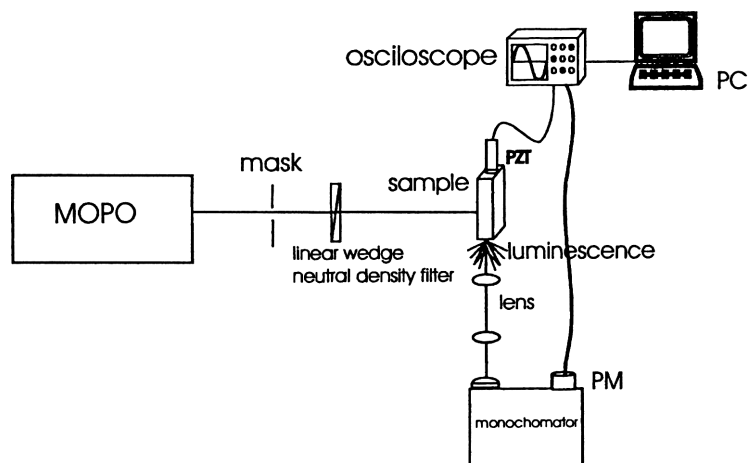 osciloscope
PC
PZT
mask
sample
MOPO
luminescence
linear wedge
neutral density filter
lens
PM
monochomator